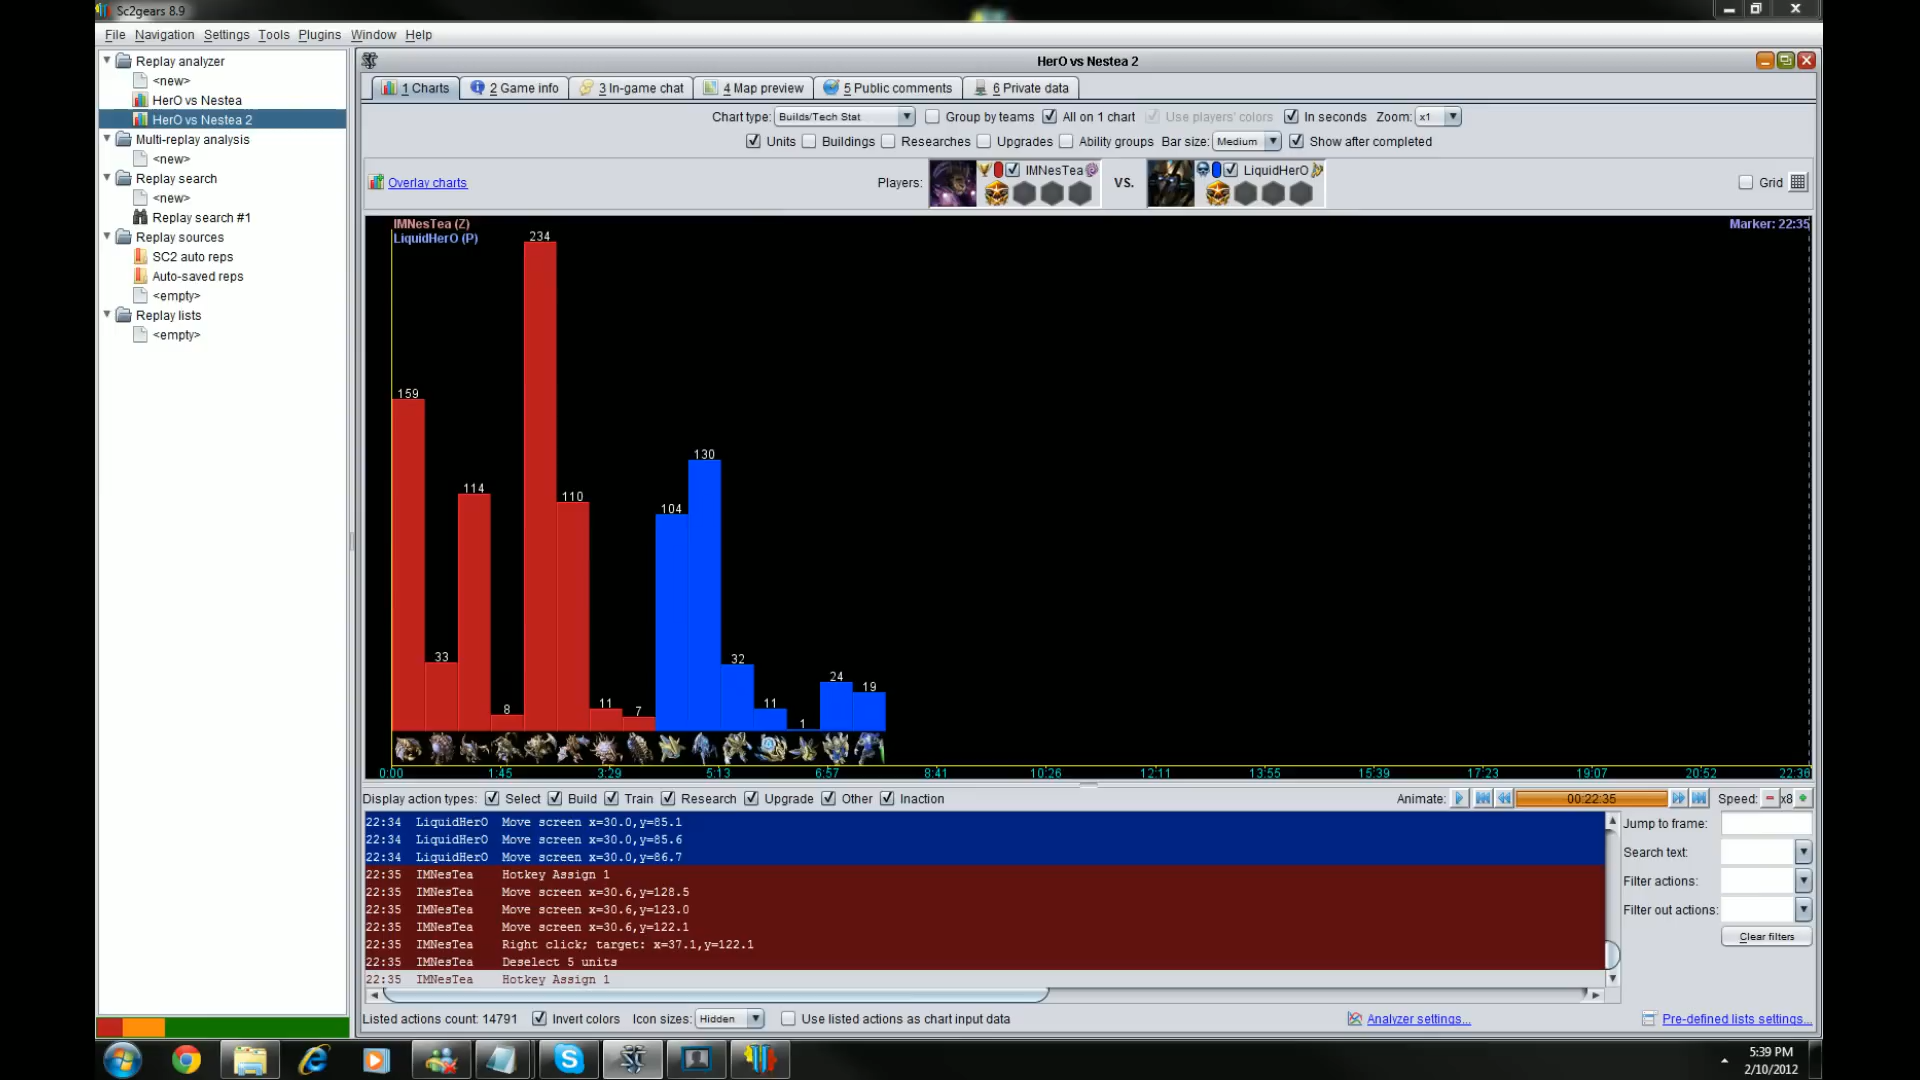 Sc2gears 8.9
File Navigation Settings Tools Plugins Window Help
Replay analyzer
<new>
HerO vs Nestea
HerO vs Nestea 2
Multi-replay analysis
<new>
Replay search
<new>
Replay search #1
Replay sources
SC2 auto reps
Auto-saved reps
<empty>
Replay lists
<empty>
HerO vs Nestea 2
1 Charts 2 Game info 3 In-game chat 4 Map preview 5 Public comments 6 Private data
Chart type: Builds/Tech Stat Group by teams All on 1 chart Use players' colors In seconds Zoom: x1
Units Buildings Researches Upgrades Ability groups Bar size: Medium Show after completed
Overlay charts Players: IMNesTea VS. LiquidHerO Grid
IMNesTea (Z) Marker: 22:35
LiquidHerO (P)
159 33 114 8 234 110 11 7 104 130 32 11 1 24 19
0:00 1:45 3:29 5:13 6:57 8:41 10:26 12:11 13:55 15:39 17:23 19:07 20:52 22:36
Display action types: Select Build Train Research Upgrade Other Inaction Animate: 00:22:35 Speed: x8
22:34 LiquidHerO Move screen x=30.0,y=85.1
22:34 LiquidHerO Move screen x=30.0,y=85.6
22:34 LiquidHerO Move screen x=30.0,y=86.7
22:35 IMNesTea Hotkey Assign 1
22:35 IMNesTea Move screen x=30.6,y=128.5
22:35 IMNesTea Move screen x=30.6,y=123.0
22:35 IMNesTea Move screen x=30.6,y=122.1
22:35 IMNesTea Right click; target: x=37.1,y=122.1
22:35 IMNesTea Deselect 5 units
22:35 IMNesTea Hotkey Assign 1
Jump to frame:
Search text:
Filter actions:
Filter out actions:
Clear filters
Listed actions count: 14791 Invert colors Icon sizes: Hidden Use listed actions as chart input data Analyzer settings... Pre-defined lists settings...
5:39 PM
2/10/2012